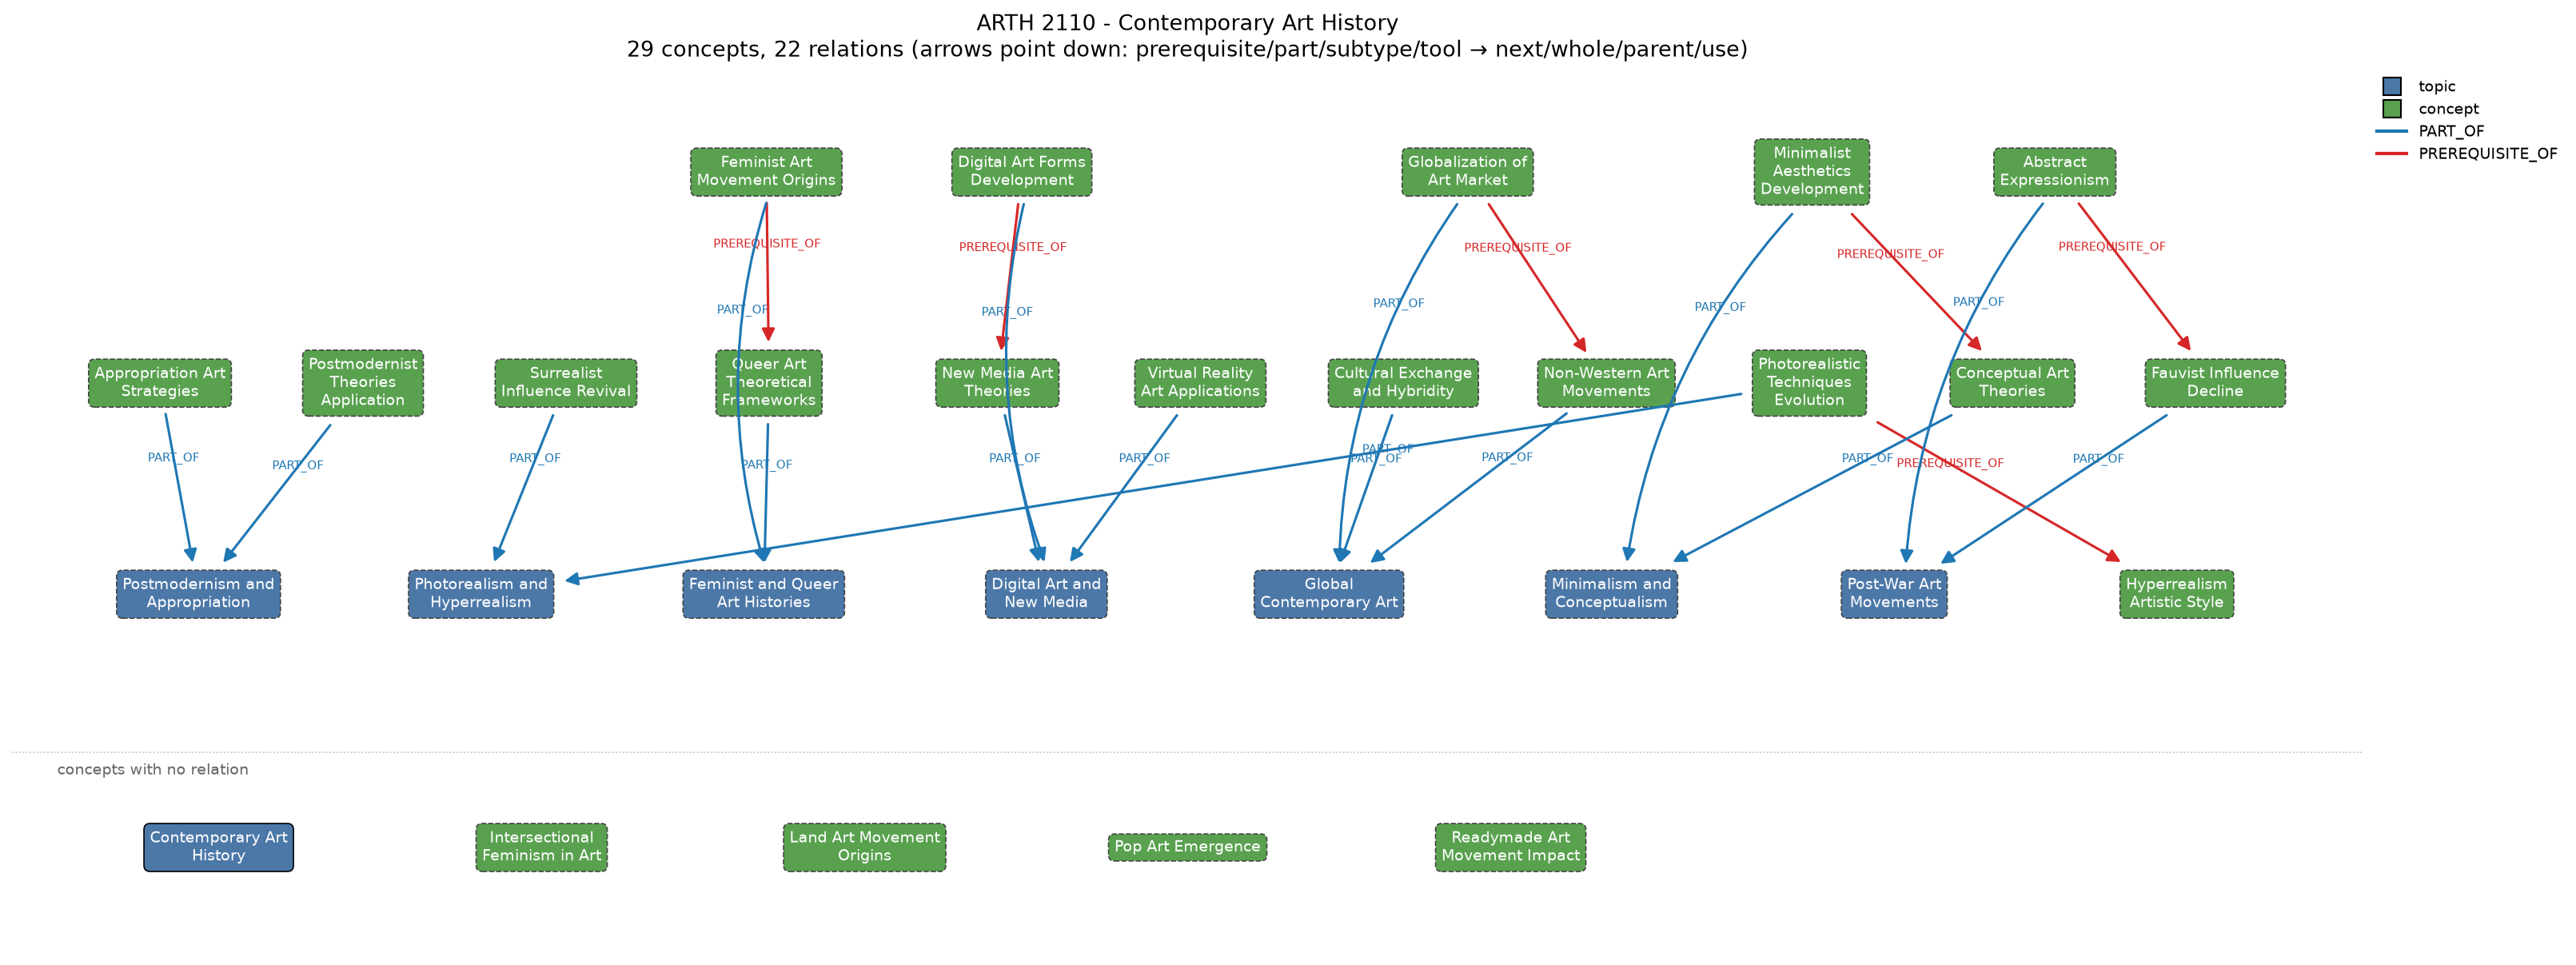 ARTH 2110 - Contemporary Art History
29 concepts, 22 relations (arrows point down: prerequisite/part/subtype/tool → next/whole/parent/use)
topic
concept
PART_OF
PREREQUISITE_OF
Feminist Art
Movement Origins
Digital Art Forms
Development
Globalization of
Art Market
Minimalist
Aesthetics
Development
Abstract
Expressionism
PREREQUISITE_OF
PREREQUISITE_OF
PREREQUISITE_OF
PREREQUISITE_OF
PREREQUISITE_OF
PART_OF
PART_OF
PART_OF
PART_OF
PART_OF
Appropriation Art
Strategies
Postmodernist
Theories
Application
Surrealist
Influence Revival
Queer Art
Theoretical
Frameworks
New Media Art
Theories
Virtual Reality
Art Applications
Cultural Exchange
and Hybridity
Non-Western Art
Movements
Photorealistic
Techniques
Evolution
Conceptual Art
Theories
Fauvist Influence
Decline
PART_OF
PART_OF
PART_OF
PART_OF
PART_OF
PART_OF
PART_OF
PART_OF
PART_OF
PART_OF
PREREQUISITE_OF
PART_OF
Postmodernism and
Appropriation
Photorealism and
Hyperrealism
Feminist and Queer
Art Histories
Digital Art and
New Media
Global
Contemporary Art
Minimalism and
Conceptualism
Post-War Art
Movements
Hyperrealism
Artistic Style
concepts with no relation
Contemporary Art
History
Intersectional
Feminism in Art
Land Art Movement
Origins
Pop Art Emergence
Readymade Art
Movement Impact